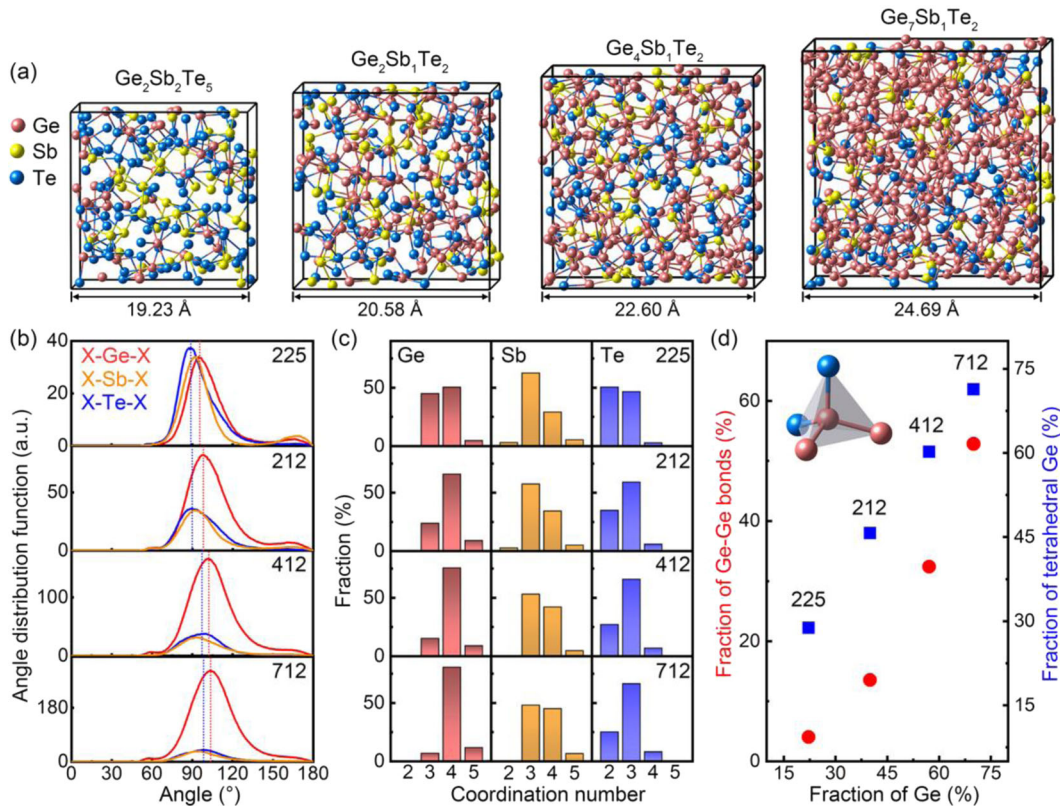 (a)
Ge
Sb
Te
Ge2Sb2Te5
Ge2Sb1Te2
Ge4Sb1Te2
Ge7Sb1Te2
19.23 Å
20.58 Å
22.60 Å
24.69 Å
(b)
Angle distribution function (a.u.)
40
20
0
X-Ge-X
X-Sb-X
X-Te-X
225
50
0
212
100
0
412
180
0
712
0 30 60 90 120 150 180
Angle (°)
(c)
Fraction (%)
Ge Sb Te 225
50
0
212
50
0
412
50
0
712
50
0
2 3 4 5 2 3 4 5 2 3 4 5
Coordination number
(d)
Fraction of Ge-Ge bonds (%)
60
40
20
0
225
212
412
712
75
60
45
30
15
Fraction of tetrahedral Ge (%)
15 30 45 60 75
Fraction of Ge (%)